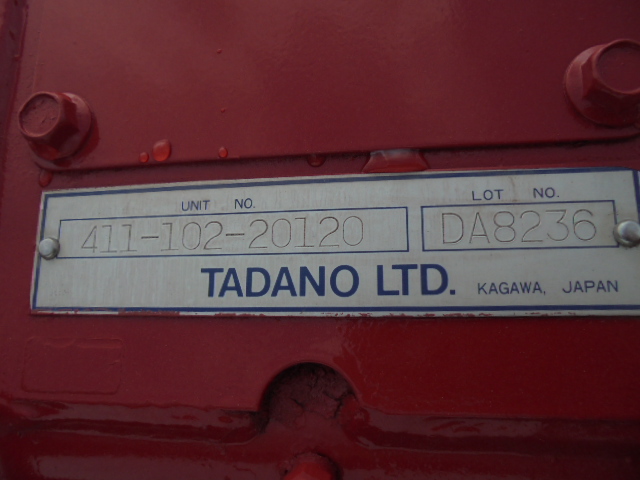 UNIT NO. LOT NO.
411-102-20120 DA8236
TADANO LTD. KAGAWA, JAPAN